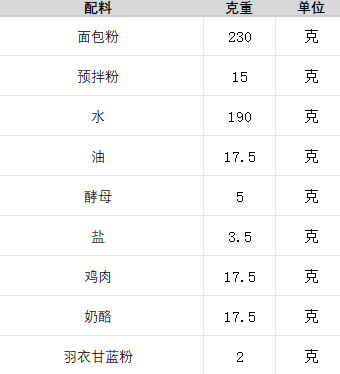 配料 克重 单位
面包粉 230 克
预拌粉 15 克
水 190 克
油 17.5 克
酵母 5 克
盐 3.5 克
鸡肉 17.5 克
奶酪 17.5 克
羽衣甘蓝粉 2 克